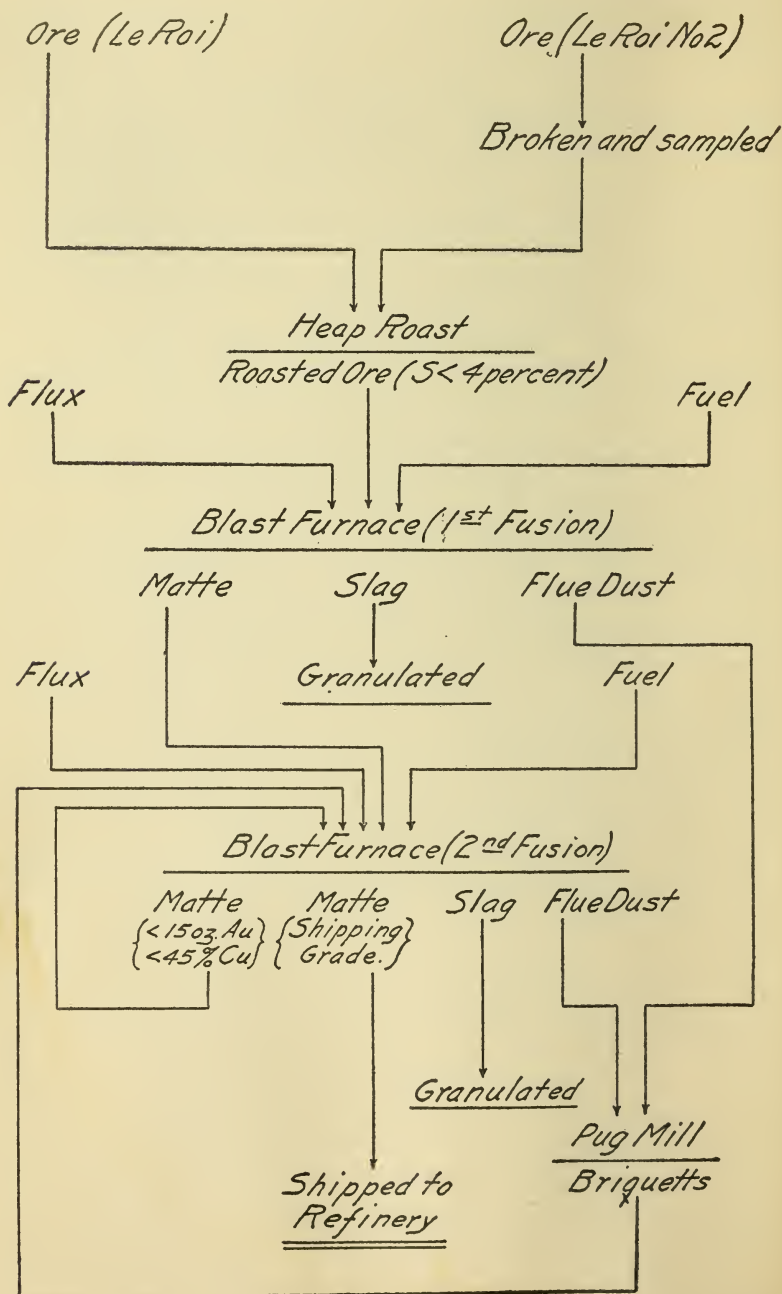 Ore (Le Roi) Ore (Le Roi No2)
Broken and sampled
Heap Roast
Roasted Ore (S<4percent)
Flux Fuel
Blast Furnace (1st Fusion)
Matte Slag Flue Dust
Flux Granulated Fuel
Blast Furnace (2nd Fusion)
Matte Matte Slag Flue Dust
{<15oz. Au} {Shipping}
{<45% Cu} {Grade.}
Granulated
Pug Mill
Shipped to Briquetts
Refinery